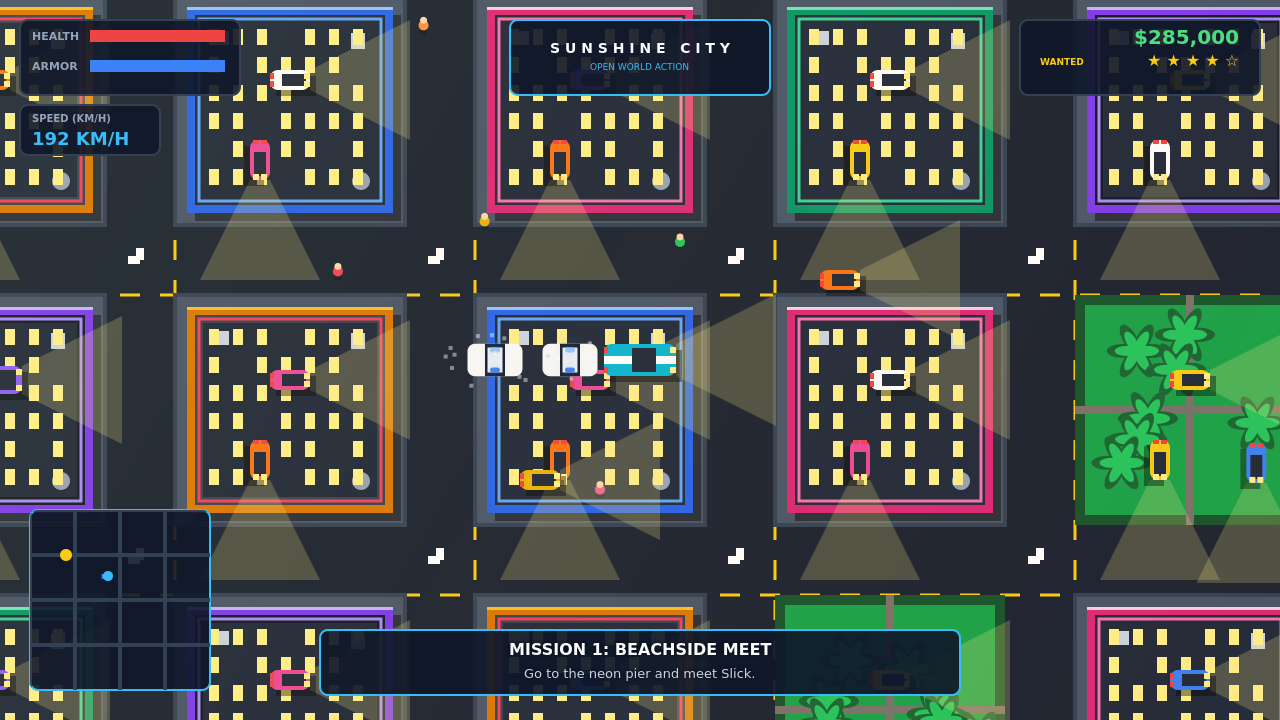 HEALTH
ARMOR
SPEED (KM/H)
192 KM/H
SUNSHINE CITY
OPEN WORLD ACTION
$285,000
WANTED ★ ★ ★ ★ ☆
MISSION 1: BEACHSIDE MEET
Go to the neon pier and meet Slick.